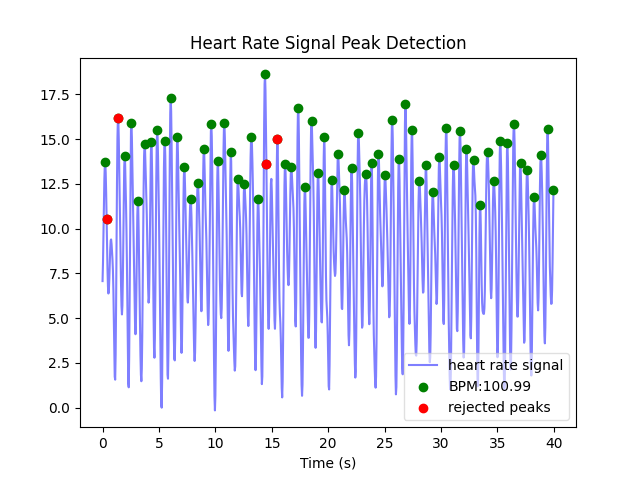 Heart Rate Signal Peak Detection
17.5
15.0
12.5
10.0
7.5
5.0
2.5
0.0
heart rate signal
BPM:100.99
rejected peaks
0 5 10 15 20 25 30 35 40
Time (s)